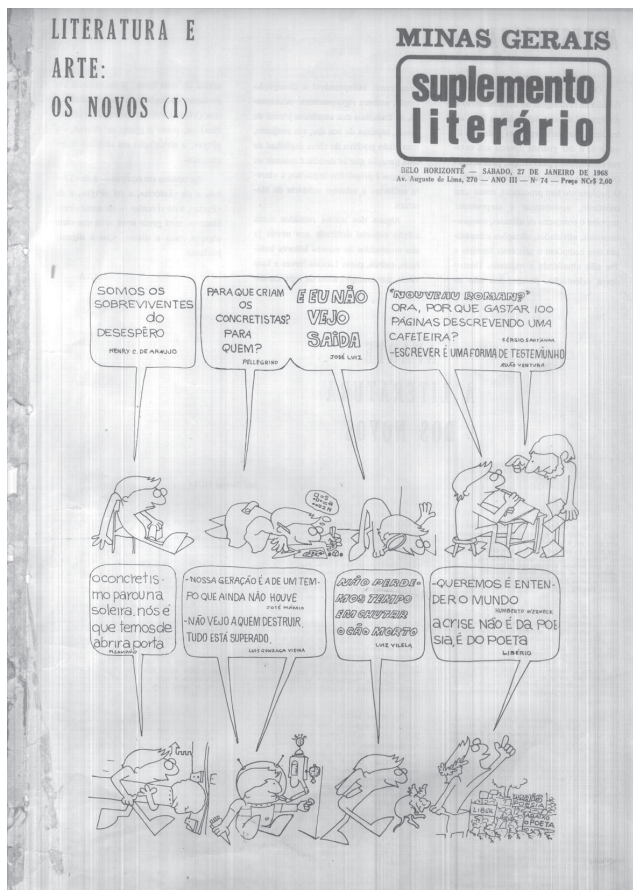 LITERATURA E
ARTE:
OS NOVOS (I)
MINAS GERAIS
suplemento
literário
BELO HORIZONTE — SÁBADO, 27 DE JANEIRO DE 1968
Av. Augusto de Lima, 270 — ANO III — Nº 74 — Preço NCr$ 2,00
SOMOS OS
SOBREVIVENTES
do
DESESPÊRO
HENRY C. DE ARAUJO
PARA QUE CRIAM
OS
CONCRETISTAS?
PARA
QUEM?
PELLEGRINO
E EU NÃO
VEJO
SAÍDA
JOSÉ LUIZ
"NOUVEAU ROMAN?"
ORA, POR QUE GASTAR 100
PÁGINAS DESCREVENDO UMA
CAFETEIRA?
SÉRGIO SANT'ANNA
-ESCREVER É UMA FORMA DE TESTEMUNHO
ADÃO VENTURA
o concretis-
mo parou na
soleira, nós é
que temos de
abrir a porta
-NOSSA GERAÇÃO É A DE UM TEM-
PO QUE AINDA NÃO HOUVE
JOSÉ MÁRCIO
-NÃO VEJO A QUEM DESTRUIR,
TUDO ESTÁ SUPERADO.
LUIS GONZAGA VIEIRA
NÃO PERDE-
MOS TEMPO
EM CHUTAR
O CÃO MORTO
LUIZ VILELA
-QUEREMOS É ENTEN-
DER O MUNDO
HUMBERTO WERNECK
a CRISE NÃO É DA POE
SIA, É DO POETA
LIBÉRIO